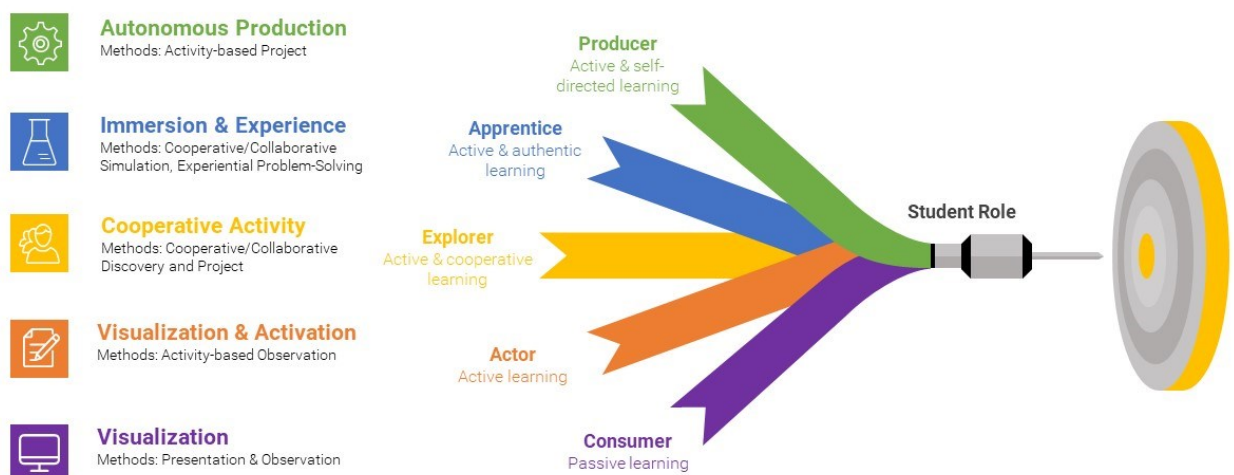 Autonomous Production
Methods: Activity-based Project
Immersion & Experience
Methods: Cooperative/Collaborative
Simulation, Experiential Problem-Solving
Cooperative Activity
Methods: Cooperative/Collaborative
Discovery and Project
Visualization & Activation
Methods: Activity-based Observation
Visualization
Methods: Presentation & Observation
Producer
Active & self-
directed learning
Apprentice
Active & authentic
learning
Explorer
Active & cooperative
learning
Actor
Active learning
Consumer
Passive learning
Student Role